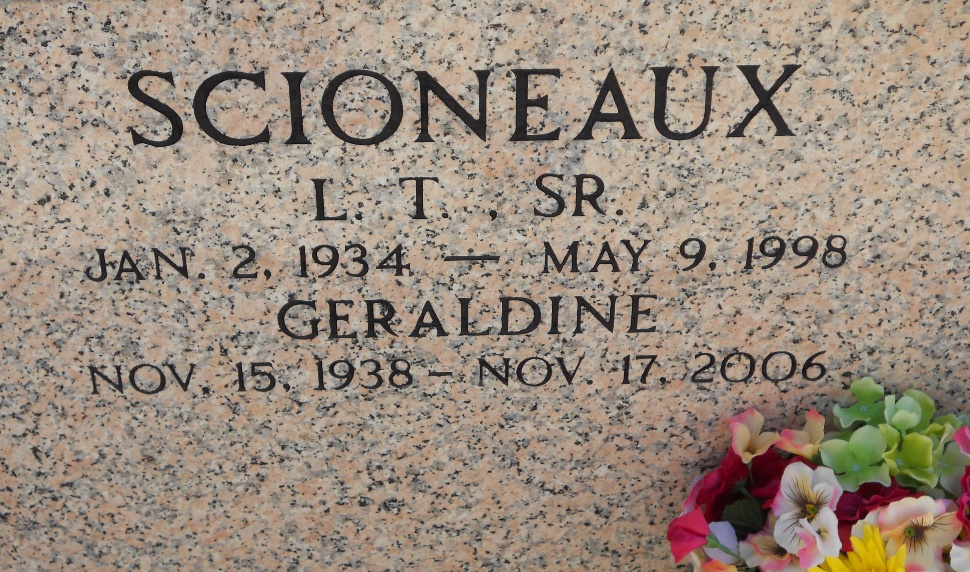 SCIONEAUX
L. T. , SR.
JAN. 2, 1934 — MAY 9, 1998
GERALDINE
NOV. 15, 1938 – NOV. 17, 2006